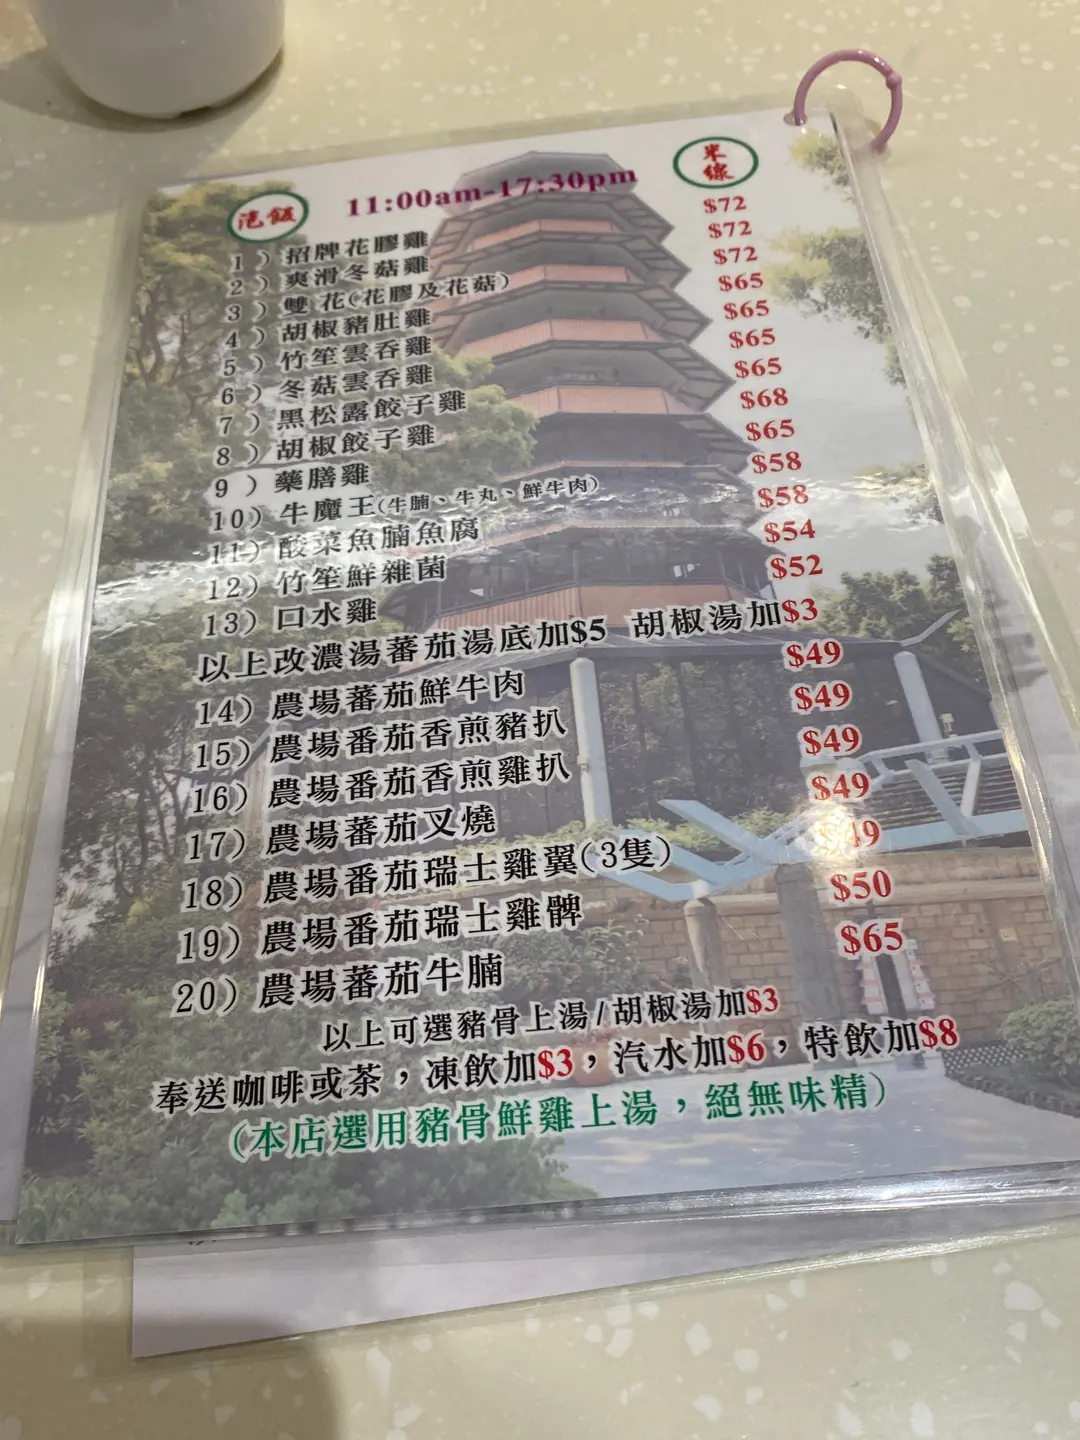 泡飯 11:00am-17:30pm 米線
1) 招牌花膠雞 $72
2) 爽滑冬菇雞 $72
3) 雙花(花膠及花菇) $72
4) 胡椒豬肚雞 $65
5) 竹笙雲吞雞 $65
6) 冬菇雲吞雞 $65
7) 黑松露餃子雞 $65
8) 胡椒餃子雞 $68
9) 藥膳雞 $65
10) 牛魔王(牛腩、牛丸、鮮牛肉) $58
11) 酸菜魚腩魚腐 $58
12) 竹笙鮮雜菌 $54
13) 口水雞 $52
以上改濃湯蕃茄湯底加$5 胡椒湯加$3
14) 農場蕃茄鮮牛肉 $49
15) 農場番茄香煎豬扒 $49
16) 農場番茄香煎雞扒 $49
17) 農場蕃茄叉燒 $49
18) 農場番茄瑞士雞翼(3隻) $49
19) 農場番茄瑞士雞髀 $50
20) 農場蕃茄牛腩 $65
以上可選豬骨上湯/胡椒湯加$3
奉送咖啡或茶，凍飲加$3，汽水加$6，特飲加$8
(本店選用豬骨鮮雞上湯，絕無味精)